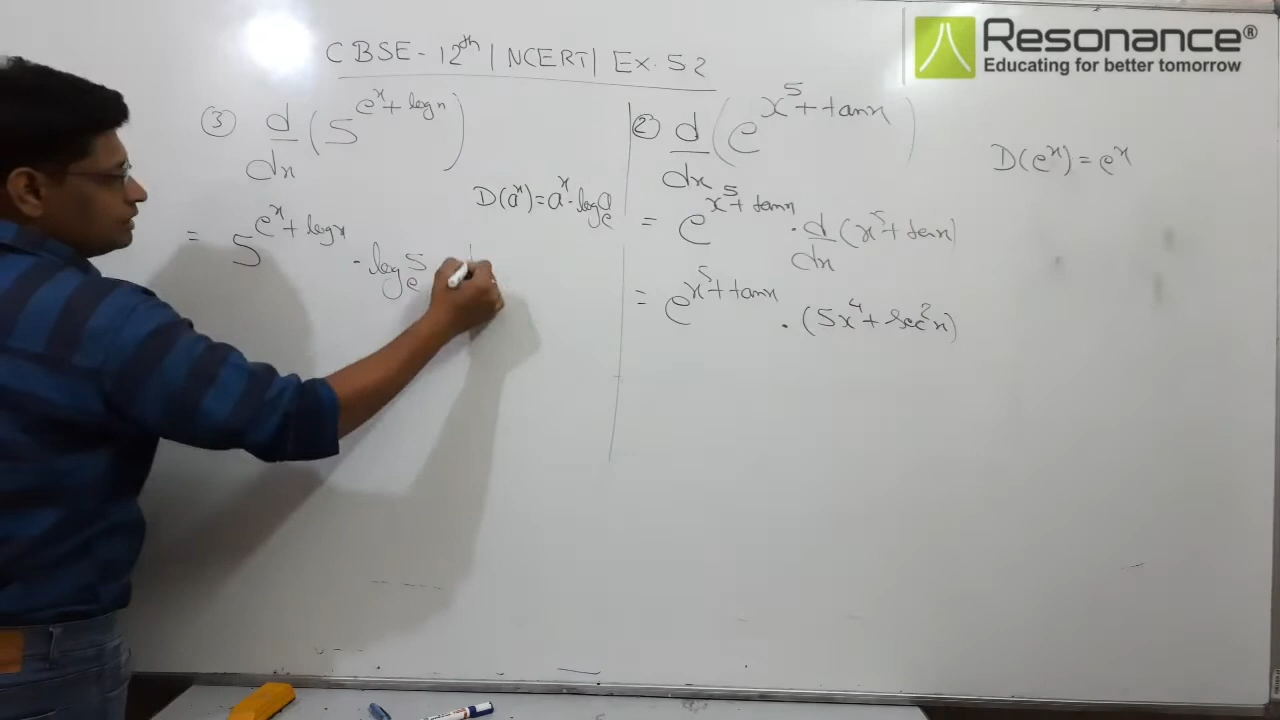 Resonance®
Educating for better tomorrow
CBSE - 12th | NCERT | Ex. 5.2
③ d/dx (5^(e^x + log x))
D(a^x) = a^x · log_e a
= 5^(e^x + log x) · log_e 5
② d/dx (e^(x^5 + tan x))
D(e^x) = e^x
= e^(x^5 + tan x) · d/dx (x^5 + tan x)
= e^(x^5 + tan x) · (5x^4 + sec^2 x)